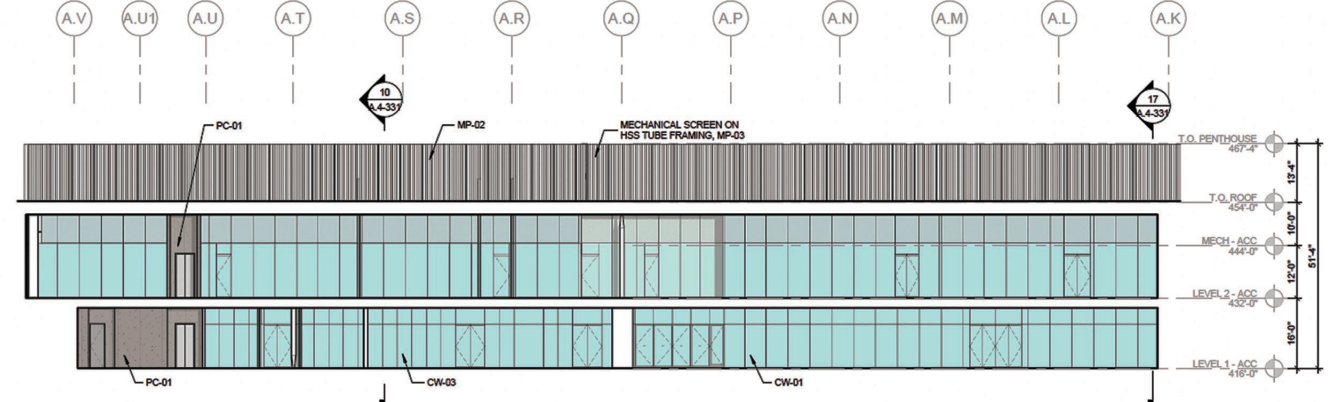 A.V A.U1 A.U A.T A.S A.R A.Q A.P A.N A.M A.L A.K
10
A.4-331
17
A.4-331
PC-01
MP-02
MECHANICAL SCREEN ON
HSS TUBE FRAMING, MP-03
T.O. PENTHOUSE
467'-4"
13'-4"
T.O. ROOF
454'-0"
10'-0"
MECH - ACC
444'-0"
51'-4"
12'-0"
LEVEL 2 - ACC
432'-0"
16'-0"
LEVEL 1 - ACC
416'-0"
PC-01
CW-03
CW-01